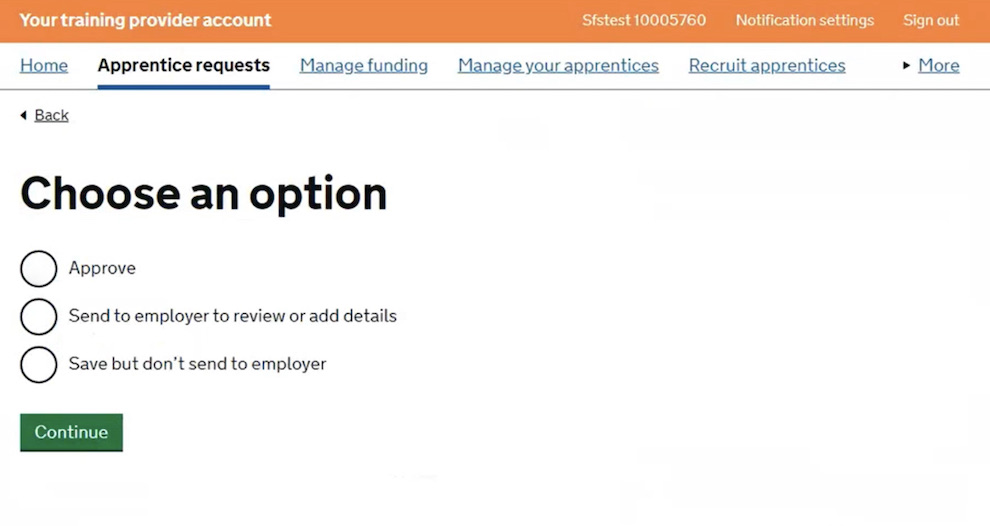 Your training provider account Sfstest 10005760 Notification settings Sign out
Home Apprentice requests Manage funding Manage your apprentices Recruit apprentices More
Back
Choose an option
Approve
Send to employer to review or add details
Save but don't send to employer
Continue